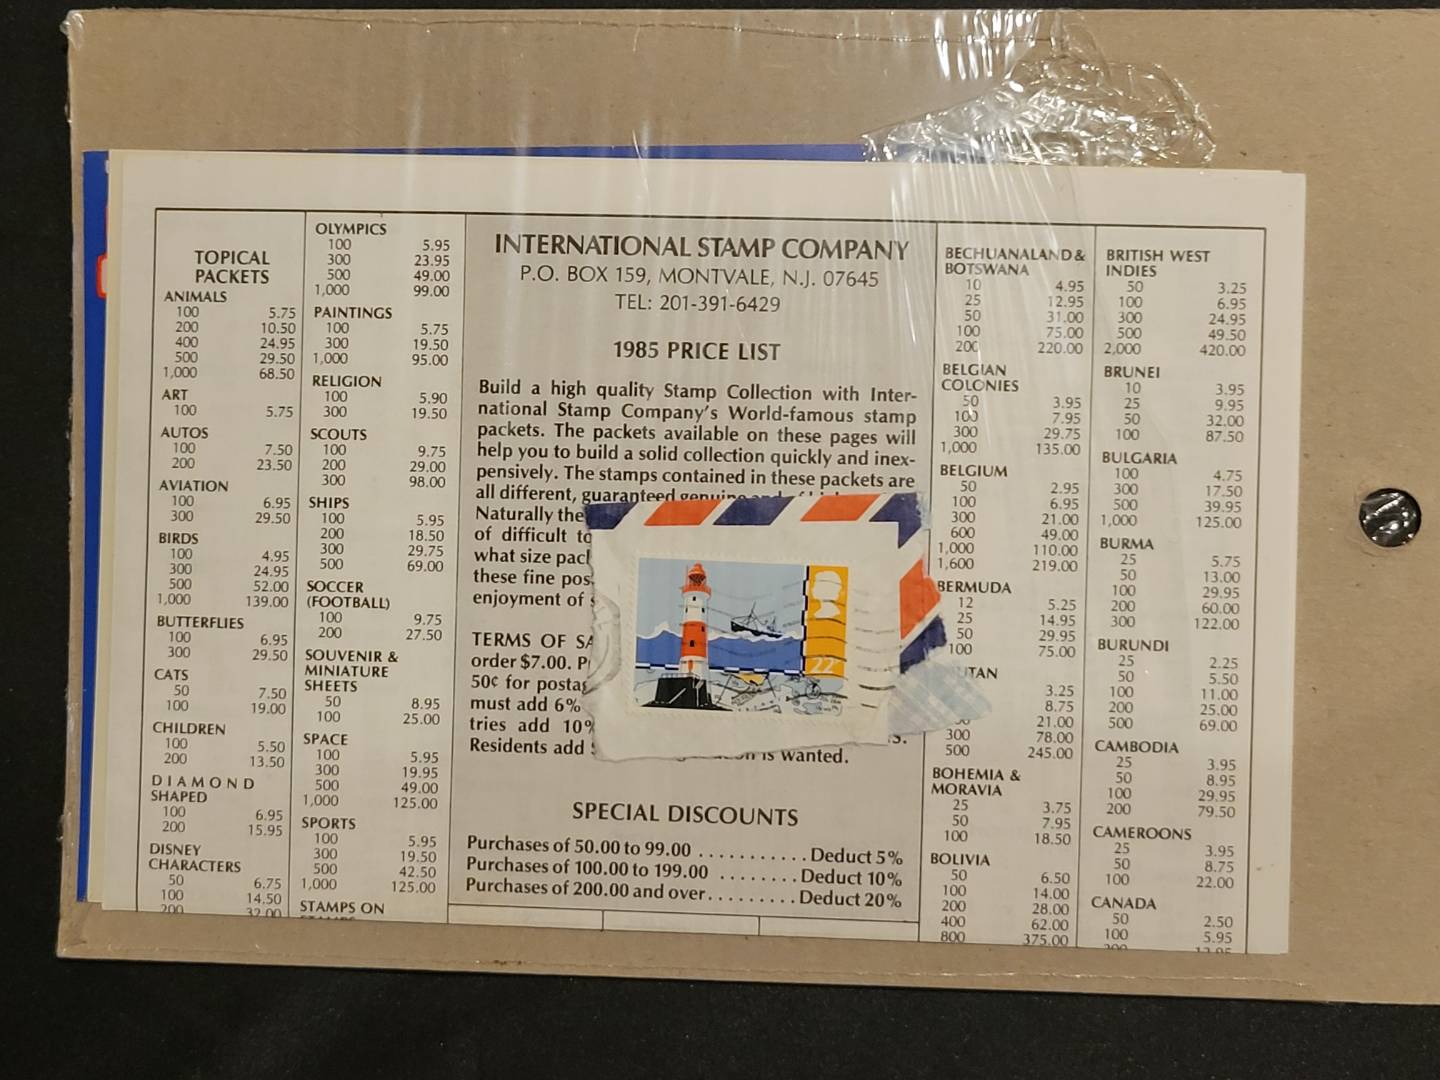 TOPICAL
PACKETS
ANIMALS
100 5.75
200 10.50
400 24.95
500 29.50
1,000 68.50
ART
100 5.75
AUTOS
100 7.50
200 23.50
AVIATION
100 6.95
300 29.50
BIRDS
100 4.95
300 24.95
500 52.00
1,000 139.00
BUTTERFLIES
100 6.95
300 29.50
CATS
50 7.50
100 19.00
CHILDREN
100 5.50
200 13.50
DIAMOND
SHAPED
100 6.95
200 15.95
DISNEY
CHARACTERS
50 6.75
100 14.50
200 32.00
OLYMPICS
100 5.95
300 23.95
500 49.00
1,000 99.00
PAINTINGS
100 5.75
300 19.50
1,000 95.00
RELIGION
100 5.90
300 19.50
SCOUTS
100 9.75
200 29.00
300 98.00
SHIPS
100 5.95
200 18.50
300 29.75
500 69.00
SOCCER
(FOOTBALL)
100 9.75
200 27.50
SOUVENIR &
MINIATURE
SHEETS
50 8.95
100 25.00
SPACE
100 5.95
300 19.95
500 49.00
1,000 125.00
SPORTS
100 5.95
300 19.50
500 42.50
1,000 125.00
STAMPS ON
INTERNATIONAL STAMP COMPANY
P.O. BOX 159, MONTVALE, N.J. 07645
TEL: 201-391-6429
1985 PRICE LIST
Build a high quality Stamp Collection with Inter-
national Stamp Company's World-famous stamp
packets. The packets available on these pages will
help you to build a solid collection quickly and inex-
pensively. The stamps contained in these packets are
all different, guaranteed genuine and of
Naturally the
of difficult to
what size pac
these fine pos
enjoyment of
TERMS OF SA
order $7.00. P
50¢ for postag
must add 6%
tries add 10%
Residents add is wanted.
22
SPECIAL DISCOUNTS
Purchases of 50.00 to 99.00 . . . . . . . . . . . Deduct 5%
Purchases of 100.00 to 199.00 . . . . . . . . Deduct 10%
Purchases of 200.00 and over . . . . . . . . . Deduct 20%
BECHUANALAND &
BOTSWANA
10 4.95
25 12.95
50 31.00
100 75.00
200 220.00
BELGIAN
COLONIES
50 3.95
100 7.95
300 29.75
1,000 135.00
BELGIUM
50 2.95
100 6.95
300 21.00
600 49.00
1,000 110.00
1,600 219.00
BERMUDA
12 5.25
25 14.95
50 29.95
100 75.00
UTAN
3.25
8.75
21.00
300 78.00
500 245.00
BOHEMIA &
MORAVIA
25 3.75
50 7.95
100 18.50
BOLIVIA
50 6.50
100 14.00
200 28.00
400 62.00
800 375.00
BRITISH WEST
INDIES
50 3.25
100 6.95
300 24.95
500 49.50
2,000 420.00
BRUNEI
10 3.95
25 9.95
50 32.00
100 87.50
BULGARIA
100 4.75
300 17.50
500 39.95
1,000 125.00
BURMA
25 5.75
50 13.00
100 29.95
200 60.00
300 122.00
BURUNDI
25 2.25
50 5.50
100 11.00
200 25.00
500 69.00
CAMBODIA
25 3.95
50 8.95
100 29.95
200 79.50
CAMEROONS
25 3.95
50 8.75
100 22.00
CANADA
50 2.50
100 5.95